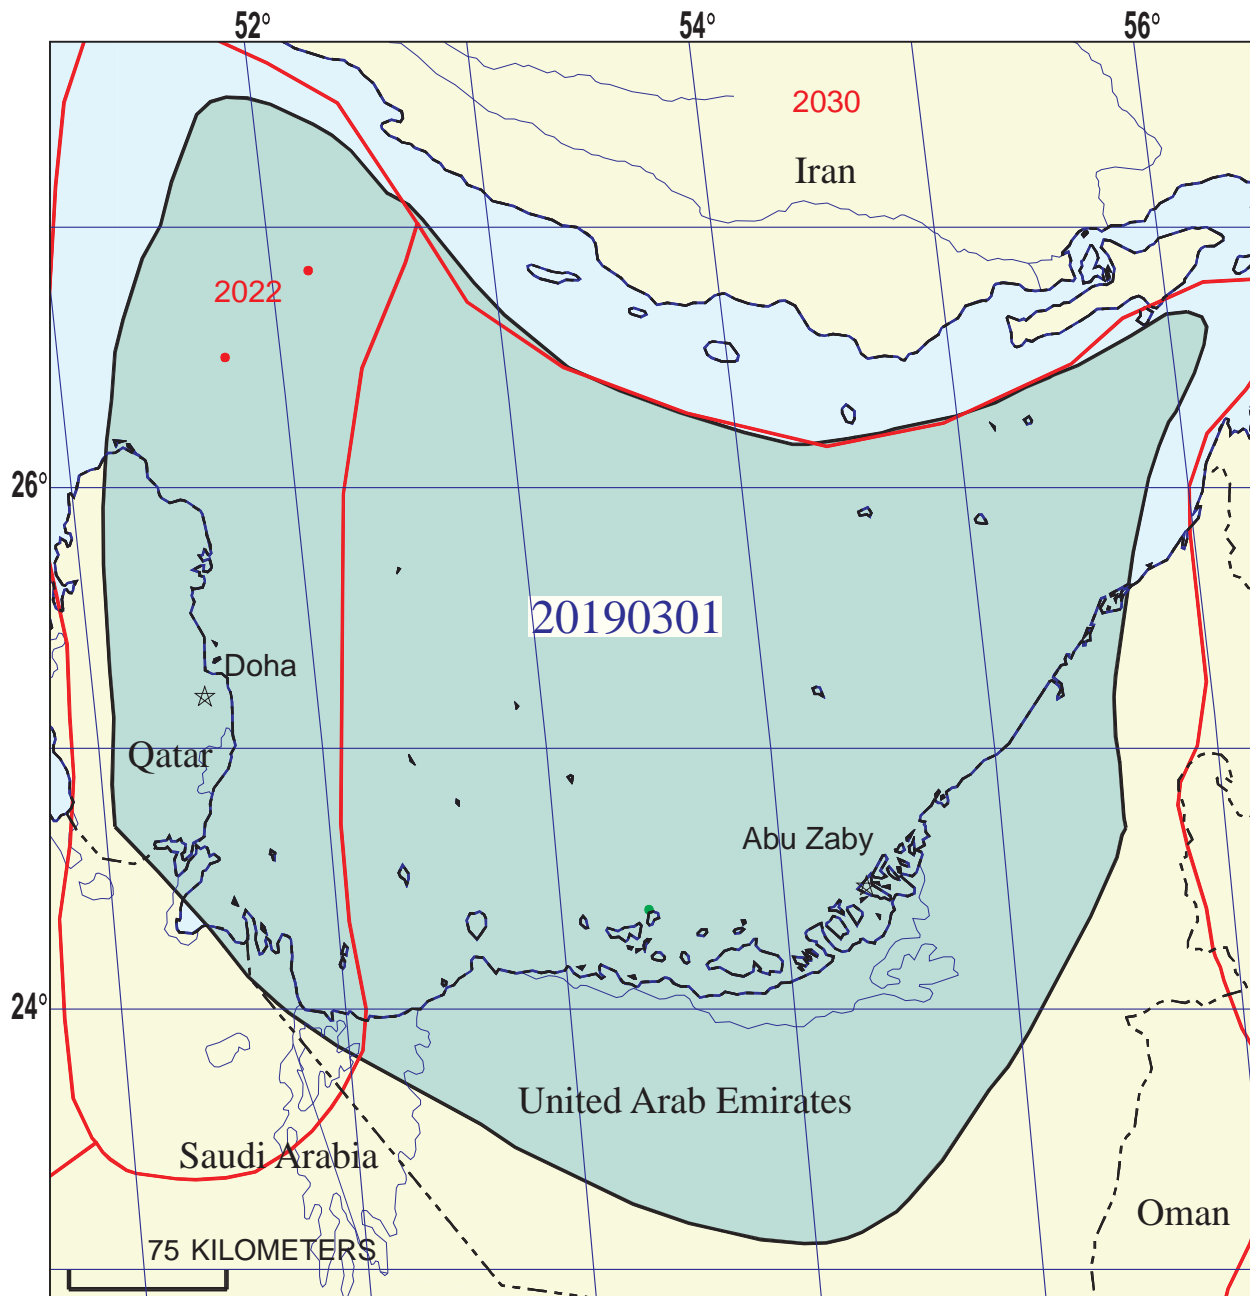 52° 54° 56°
2030
Iran
2022
26°
20190301
Doha
Qatar
Abu Zaby
24°
United Arab Emirates
Saudi Arabia
Oman
75 KILOMETERS